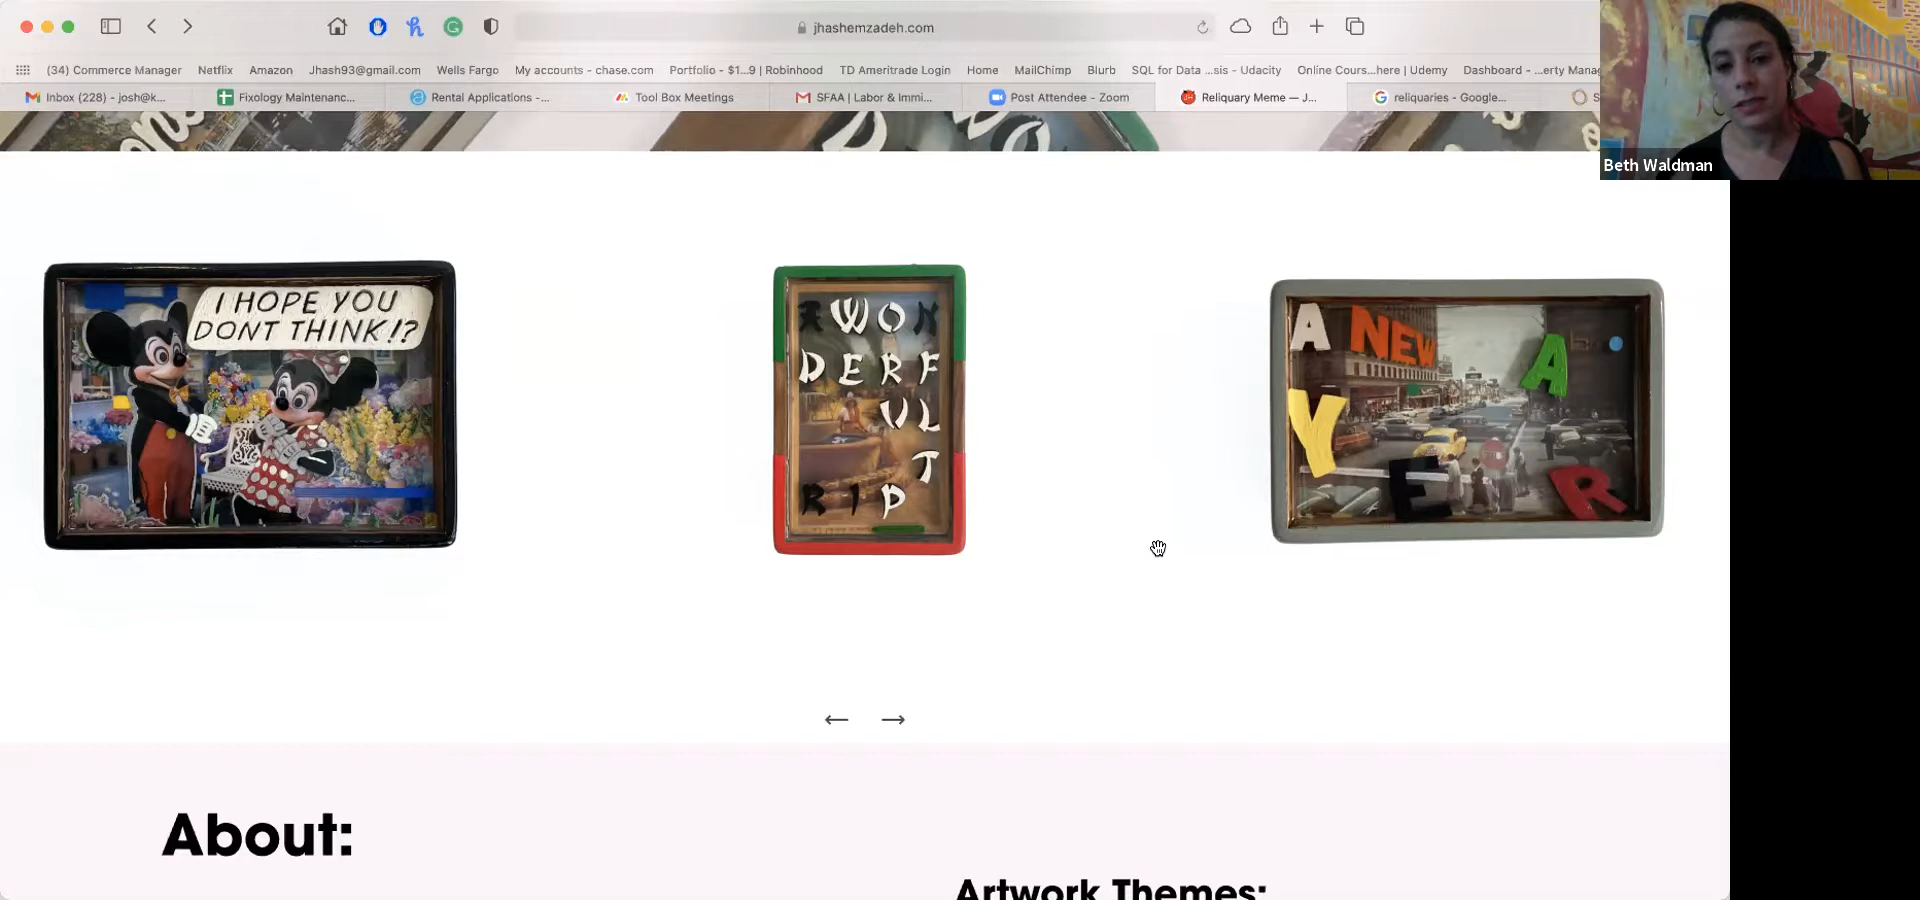 jhashemzadeh.com
(34) Commerce Manager Netflix Amazon Jhash93@gmail.com Wells Fargo My accounts - chase.com Portfolio - $1...9 | Robinhood TD Ameritrade Login Home MailChimp Blurb SQL for Data ...sis - Udacity Online Cours...here | Udemy Dashboard - ...erty Manag
Inbox (228) - josh@k... Fixology Maintenanc... Rental Applications -... Tool Box Meetings SFAA | Labor & Immi... Post Attendee - Zoom Reliquary Meme — J... reliquaries - Google... S
Beth Waldman
I HOPE YOU
DONT THINK!?
A WON
DERF
UL
T
RIP
A NEW
YEAR
About:
Artwork Themes: